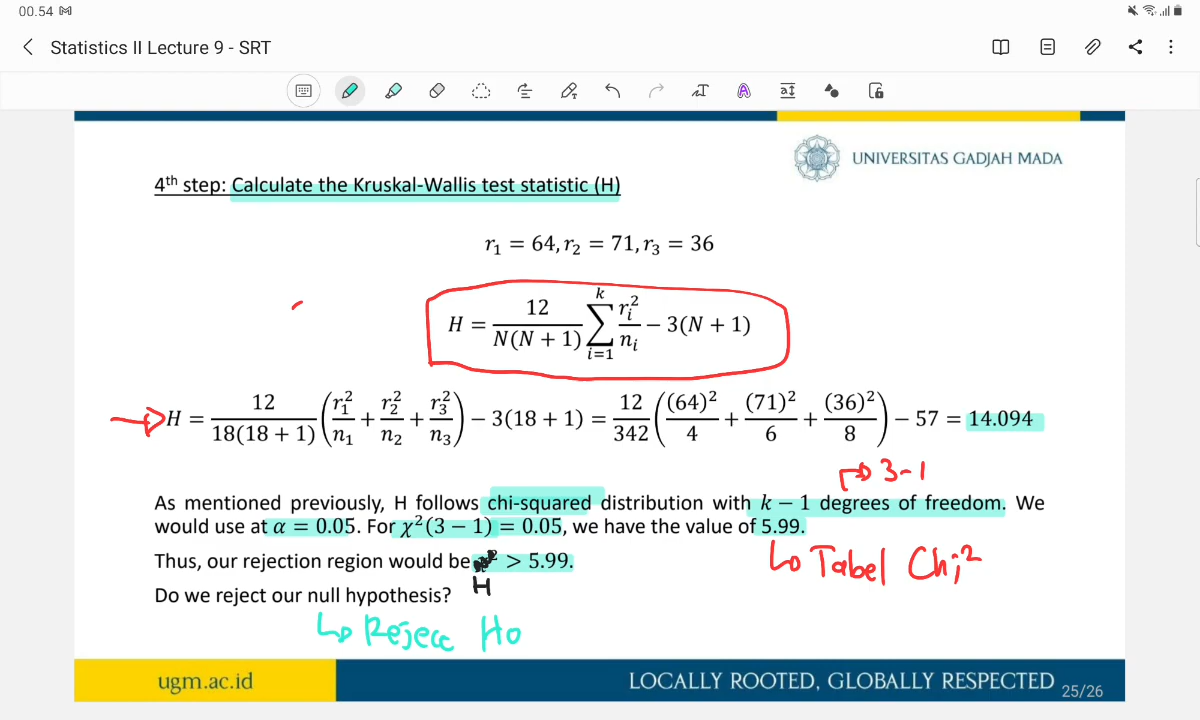 00.54
Statistics II Lecture 9 - SRT
UNIVERSITAS GADJAH MADA
4th step: Calculate the Kruskal-Wallis test statistic (H)
r₁ = 64, r₂ = 71, r₃ = 36
H = 12/(N(N + 1)) ∑_{i=1}^{k} r_i²/n_i − 3(N + 1)
→ H = 12/(18(18 + 1)) (r₁²/n₁ + r₂²/n₂ + r₃²/n₃) − 3(18 + 1) = 12/342 ((64)²/4 + (71)²/6 + (36)²/8) − 57 = 14.094
↱ 3-1
As mentioned previously, H follows chi-squared distribution with k − 1 degrees of freedom. We
would use at α = 0.05. For χ²(3 − 1) = 0.05, we have the value of 5.99.
↳ Tabel Chi²
Thus, our rejection region would be > 5.99.
H
Do we reject our null hypothesis?
↳ Reject Ho
ugm.ac.id
LOCALLY ROOTED, GLOBALLY RESPECTED
25/26